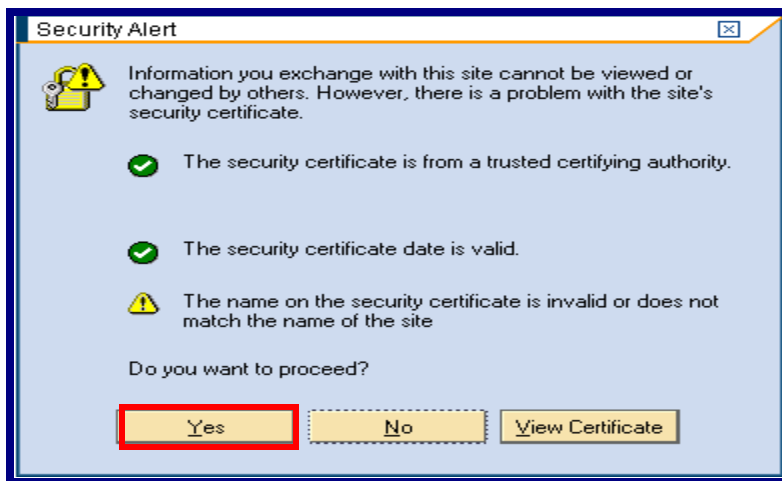 Security Alert
Information you exchange with this site cannot be viewed or
changed by others. However, there is a problem with the site's
security certificate.
The security certificate is from a trusted certifying authority.
The security certificate date is valid.
The name on the security certificate is invalid or does not
match the name of the site
Do you want to proceed?
Yes No View Certificate